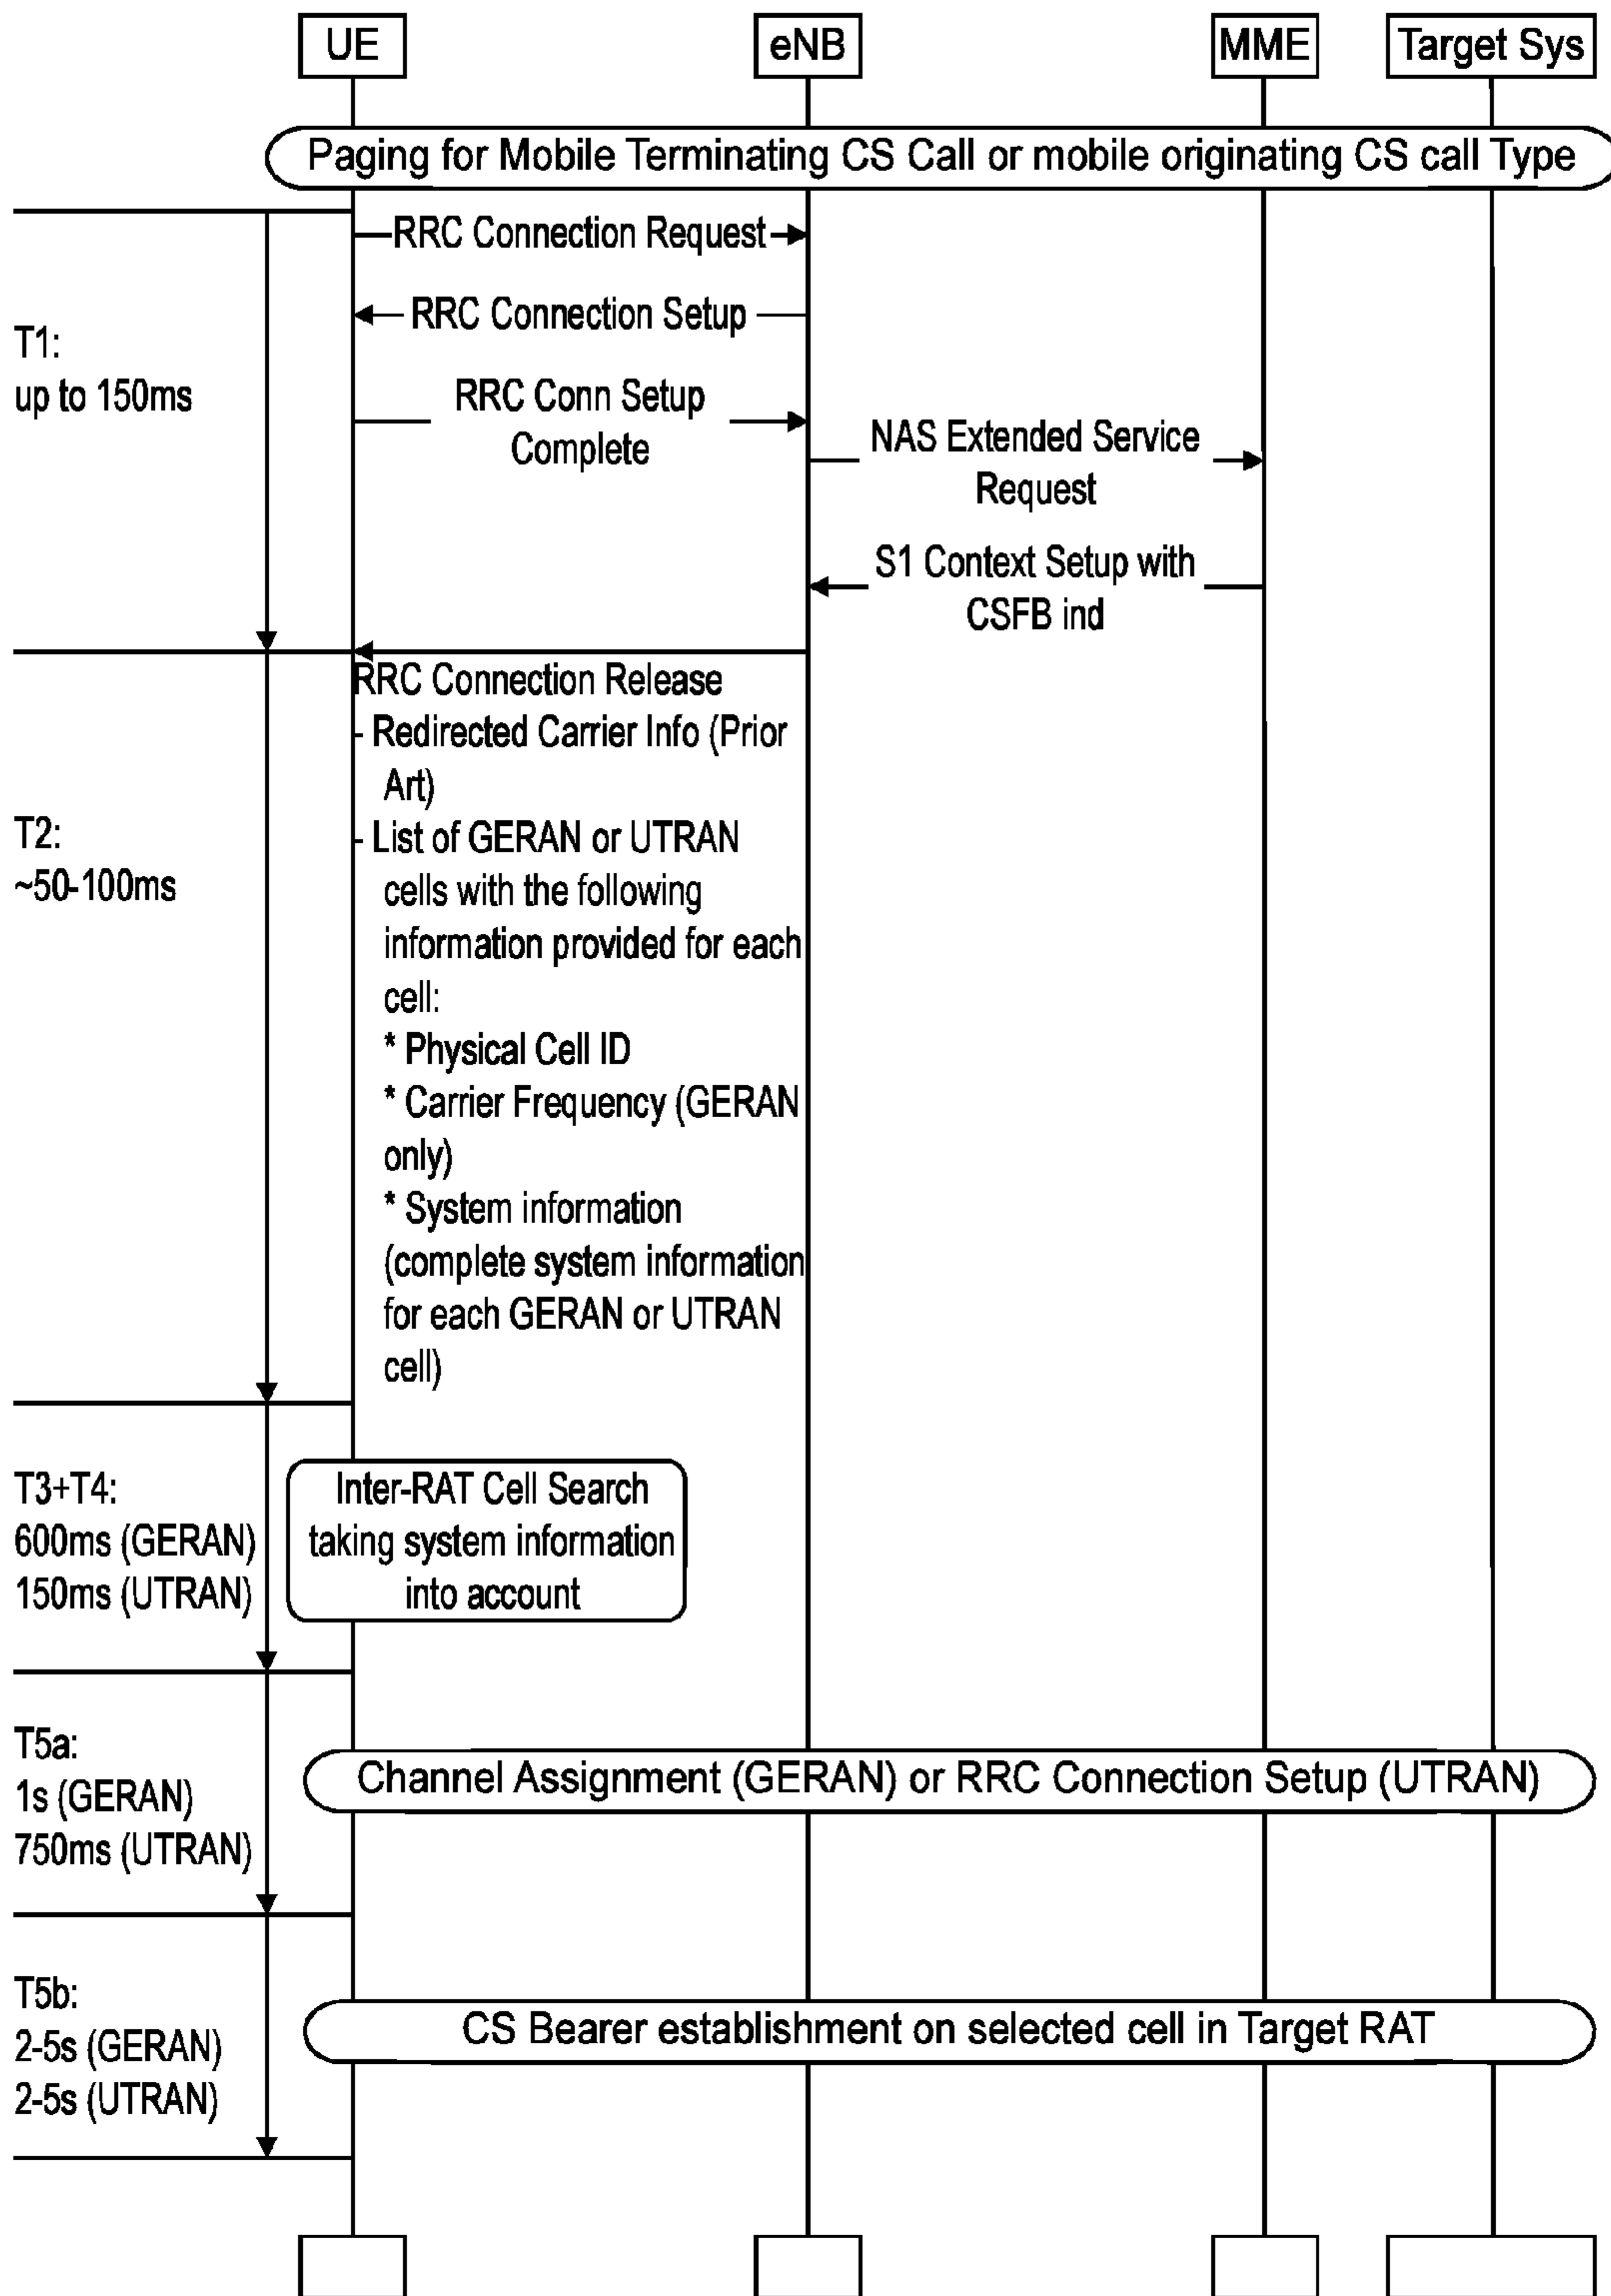 UE
eNB
MME
Target Sys
Paging for Mobile Terminating CS Call or mobile originating CS call Type
RRC Connection Request
RRC Connection Setup
T1:
up to 150ms
RRC Conn Setup
Complete
NAS Extended Service
Request
S1 Context Setup with
CSFB ind
RRC Connection Release
- Redirected Carrier Info (Prior
Art)
- List of GERAN or UTRAN
cells with the following
information provided for each
cell:
* Physical Cell ID
* Carrier Frequency (GERAN
only)
* System information
(complete system information
for each GERAN or UTRAN
cell)
T2:
~50-100ms
T3+T4:
600ms (GERAN)
150ms (UTRAN)
Inter-RAT Cell Search
taking system information
into account
T5a:
1s (GERAN)
750ms (UTRAN)
Channel Assignment (GERAN) or RRC Connection Setup (UTRAN)
T5b:
2-5s (GERAN)
2-5s (UTRAN)
CS Bearer establishment on selected cell in Target RAT